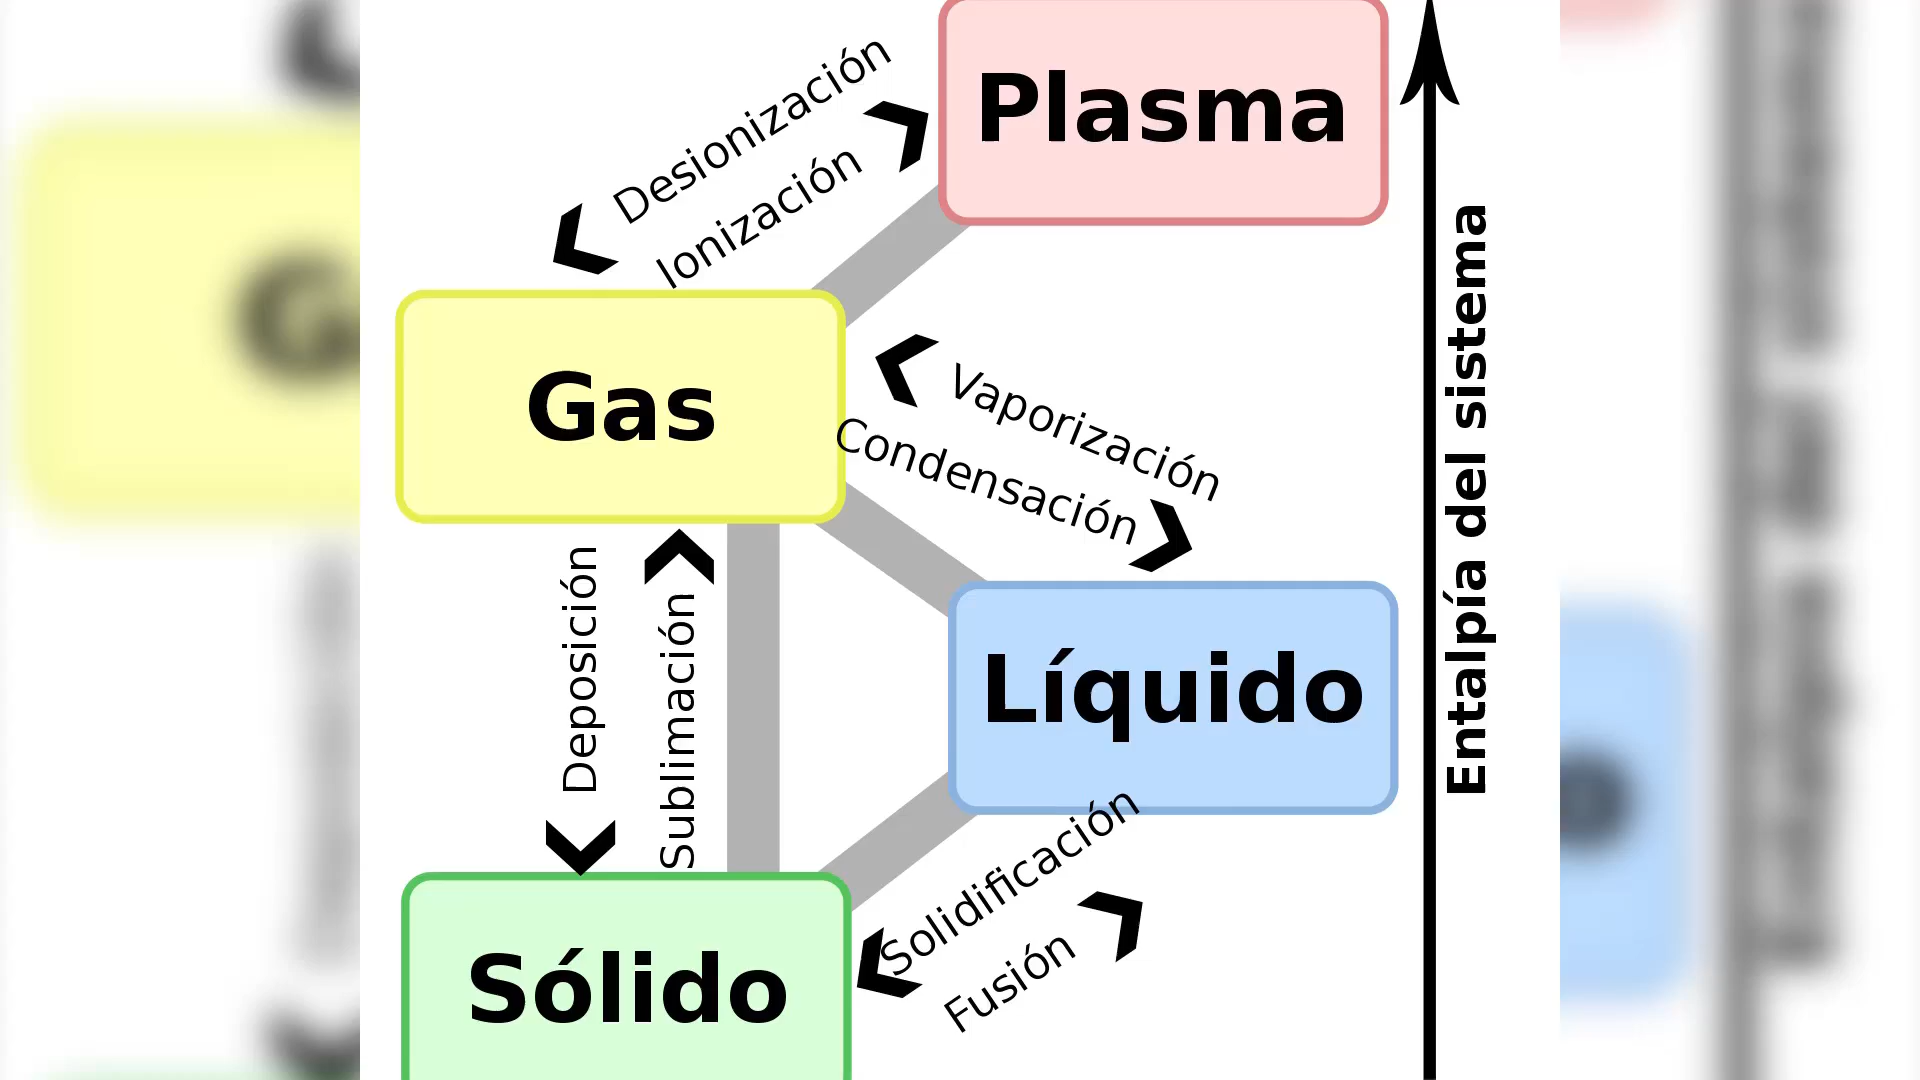 Desionización
Ionización
Plasma
Gas
Vaporización
Condensación
Entalpía del sistema
Deposición
Sublimación
Líquido
Solidificación
Fusión
Sólido